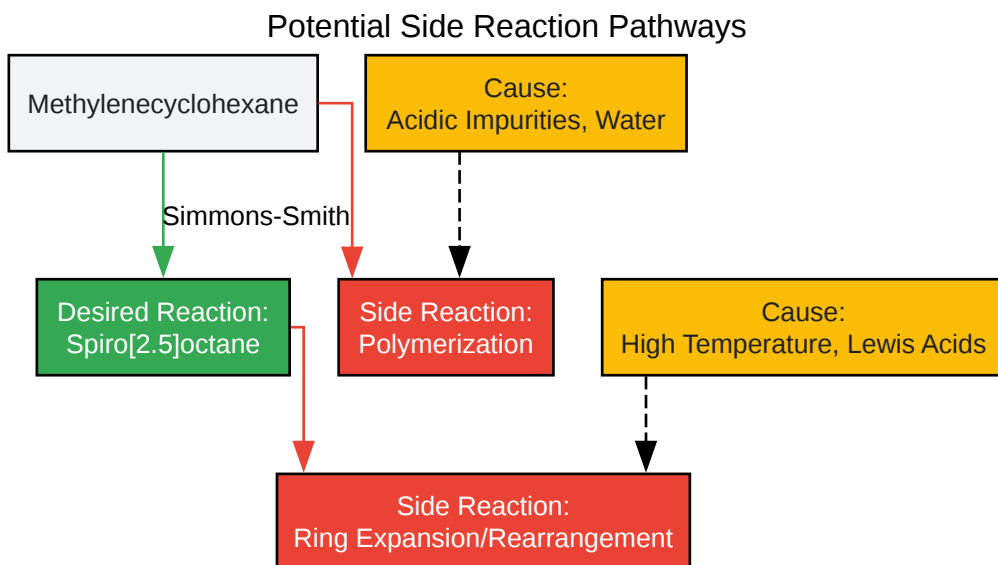 Potential Side Reaction Pathways
Methylenecyclohexane
Cause:
Acidic Impurities, Water
Simmons-Smith
Desired Reaction:
Spiro[2.5]octane
Side Reaction:
Polymerization
Cause:
High Temperature, Lewis Acids
Side Reaction:
Ring Expansion/Rearrangement